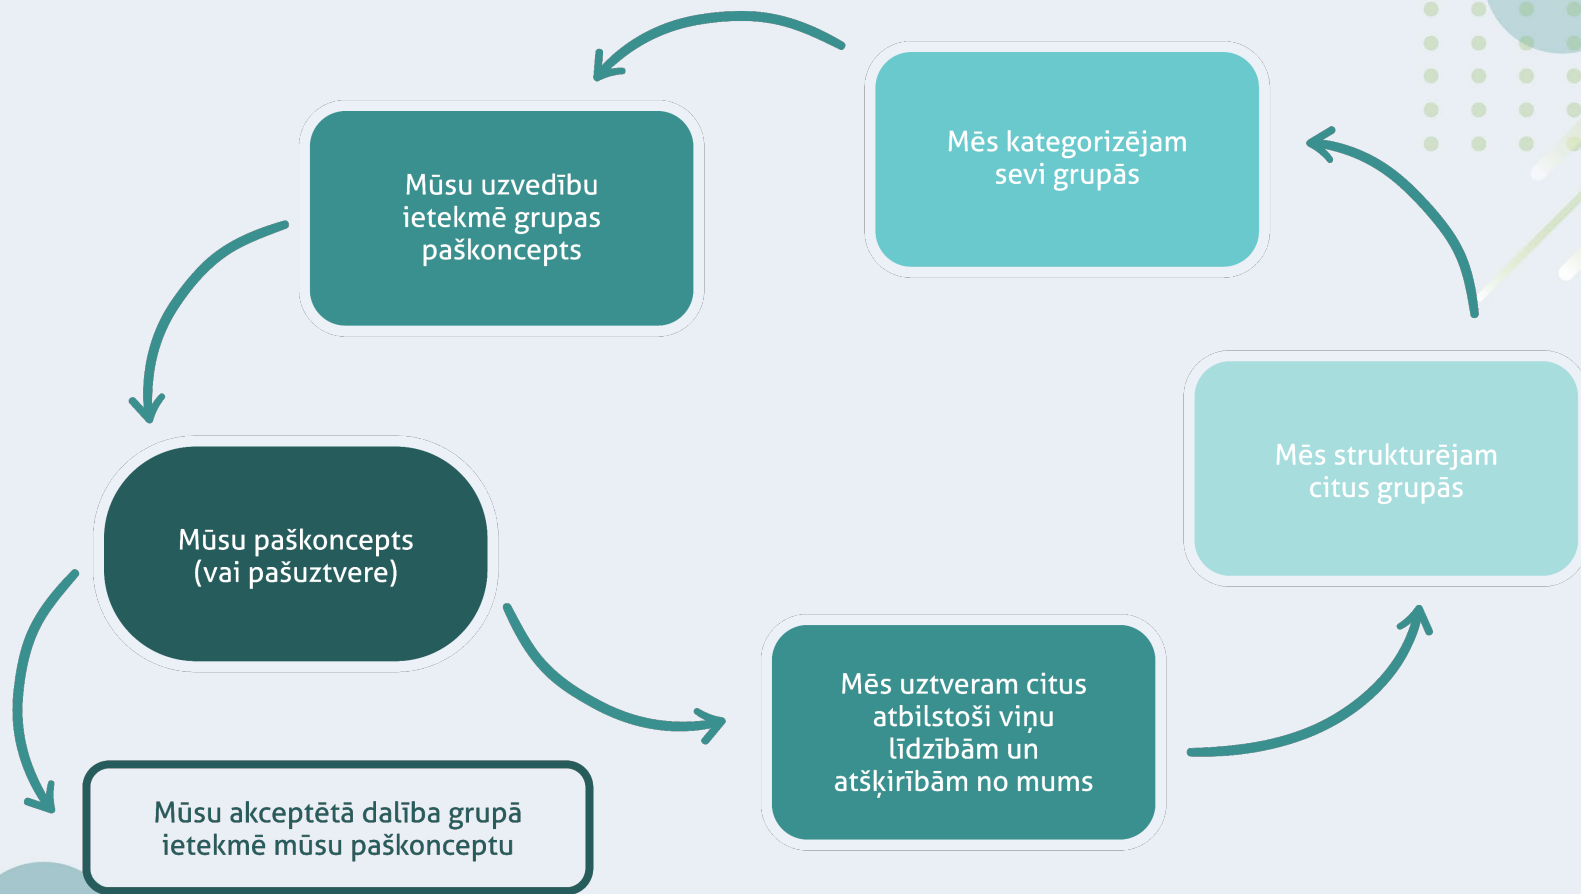 Mēs kategorizējam
sevi grupās
Mūsu uzvedību
ietekmē grupas
paškoncepts
Mēs strukturējam
citus grupās
Mūsu paškoncepts
(vai pašuztvere)
Mēs uztveram citus
atbilstoši viņu
līdzībām un
atšķirībām no mums
Mūsu akceptētā dalība grupā
ietekmē mūsu paškonceptu